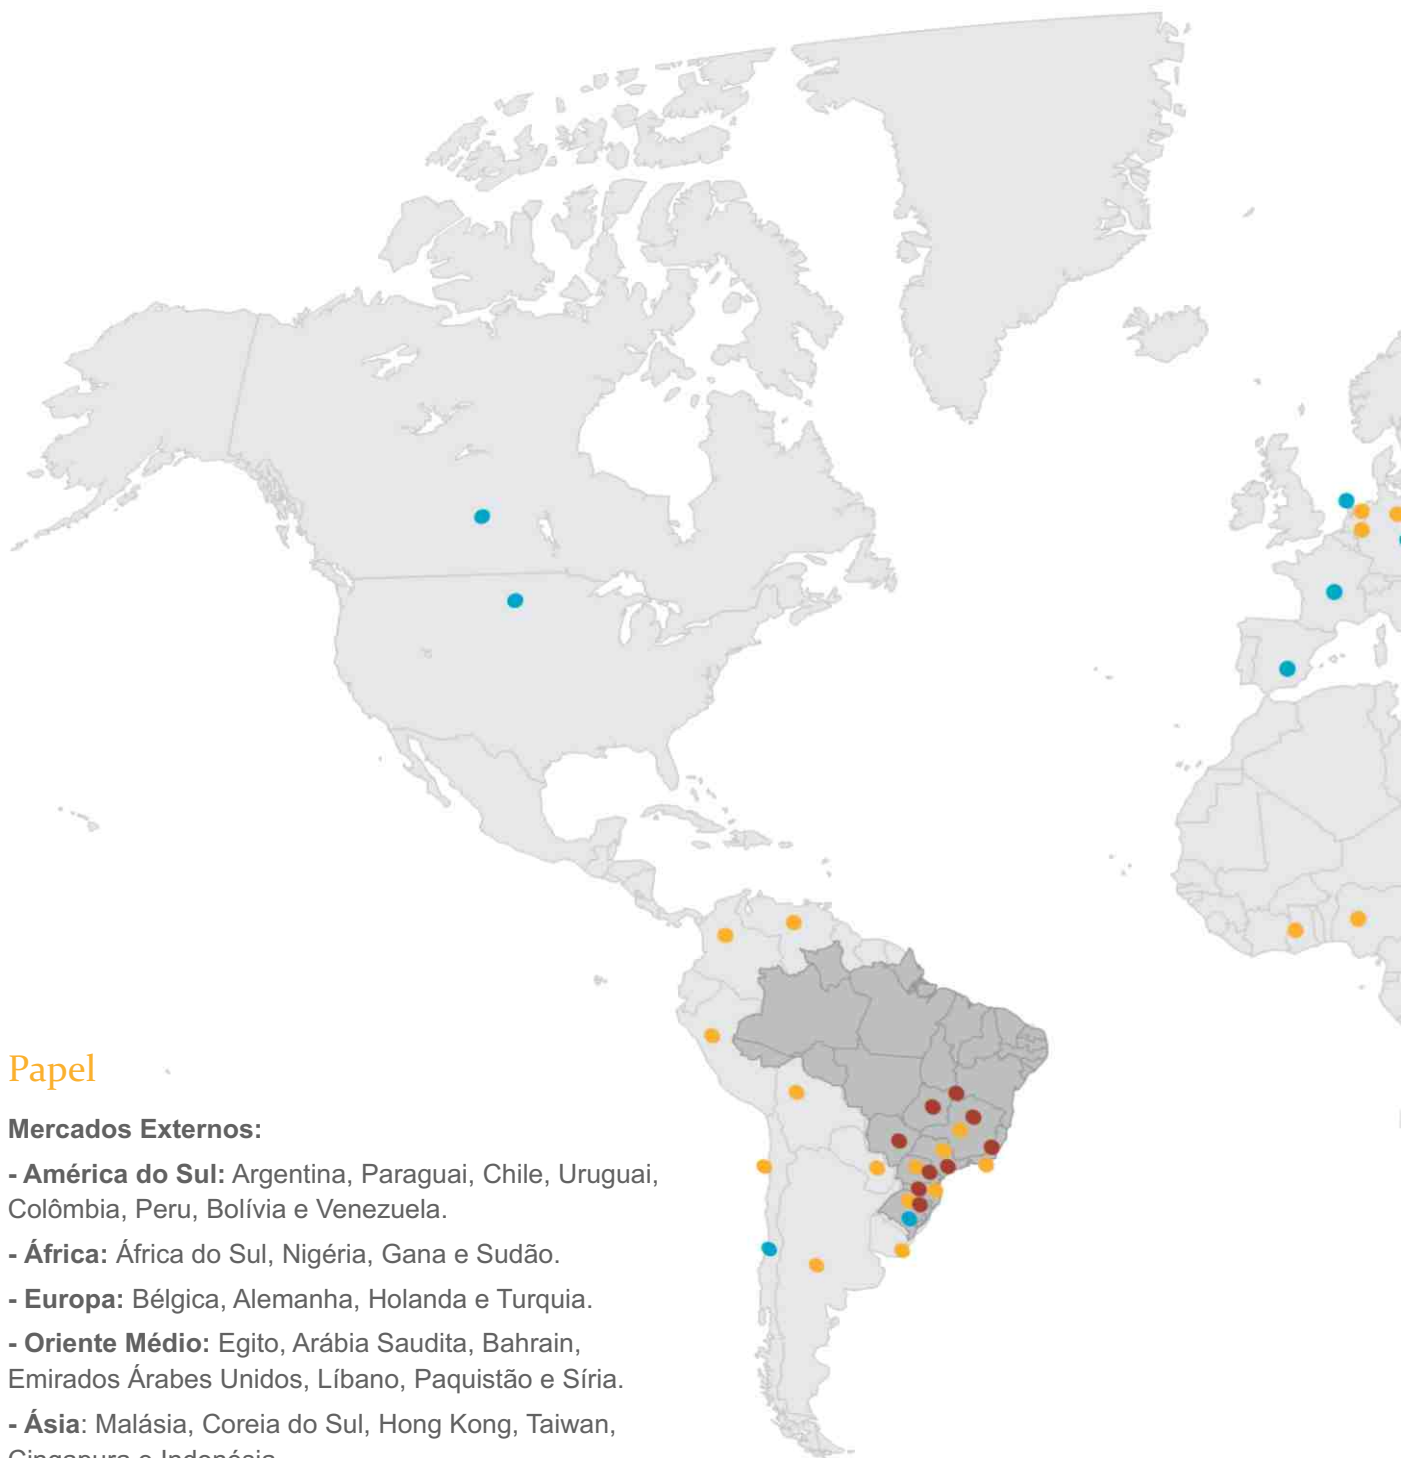 Papel
Mercados Externos:
- América do Sul: Argentina, Paraguai, Chile, Uruguai,
Colômbia, Peru, Bolívia e Venezuela.
- África: África do Sul, Nigéria, Gana e Sudão.
- Europa: Bélgica, Alemanha, Holanda e Turquia.
- Oriente Médio: Egito, Arábia Saudita, Bahrain,
Emirados Árabes Unidos, Líbano, Paquistão e Síria.
- Ásia: Malásia, Coreia do Sul, Hong Kong, Taiwan,
Cingapura e Indonésia